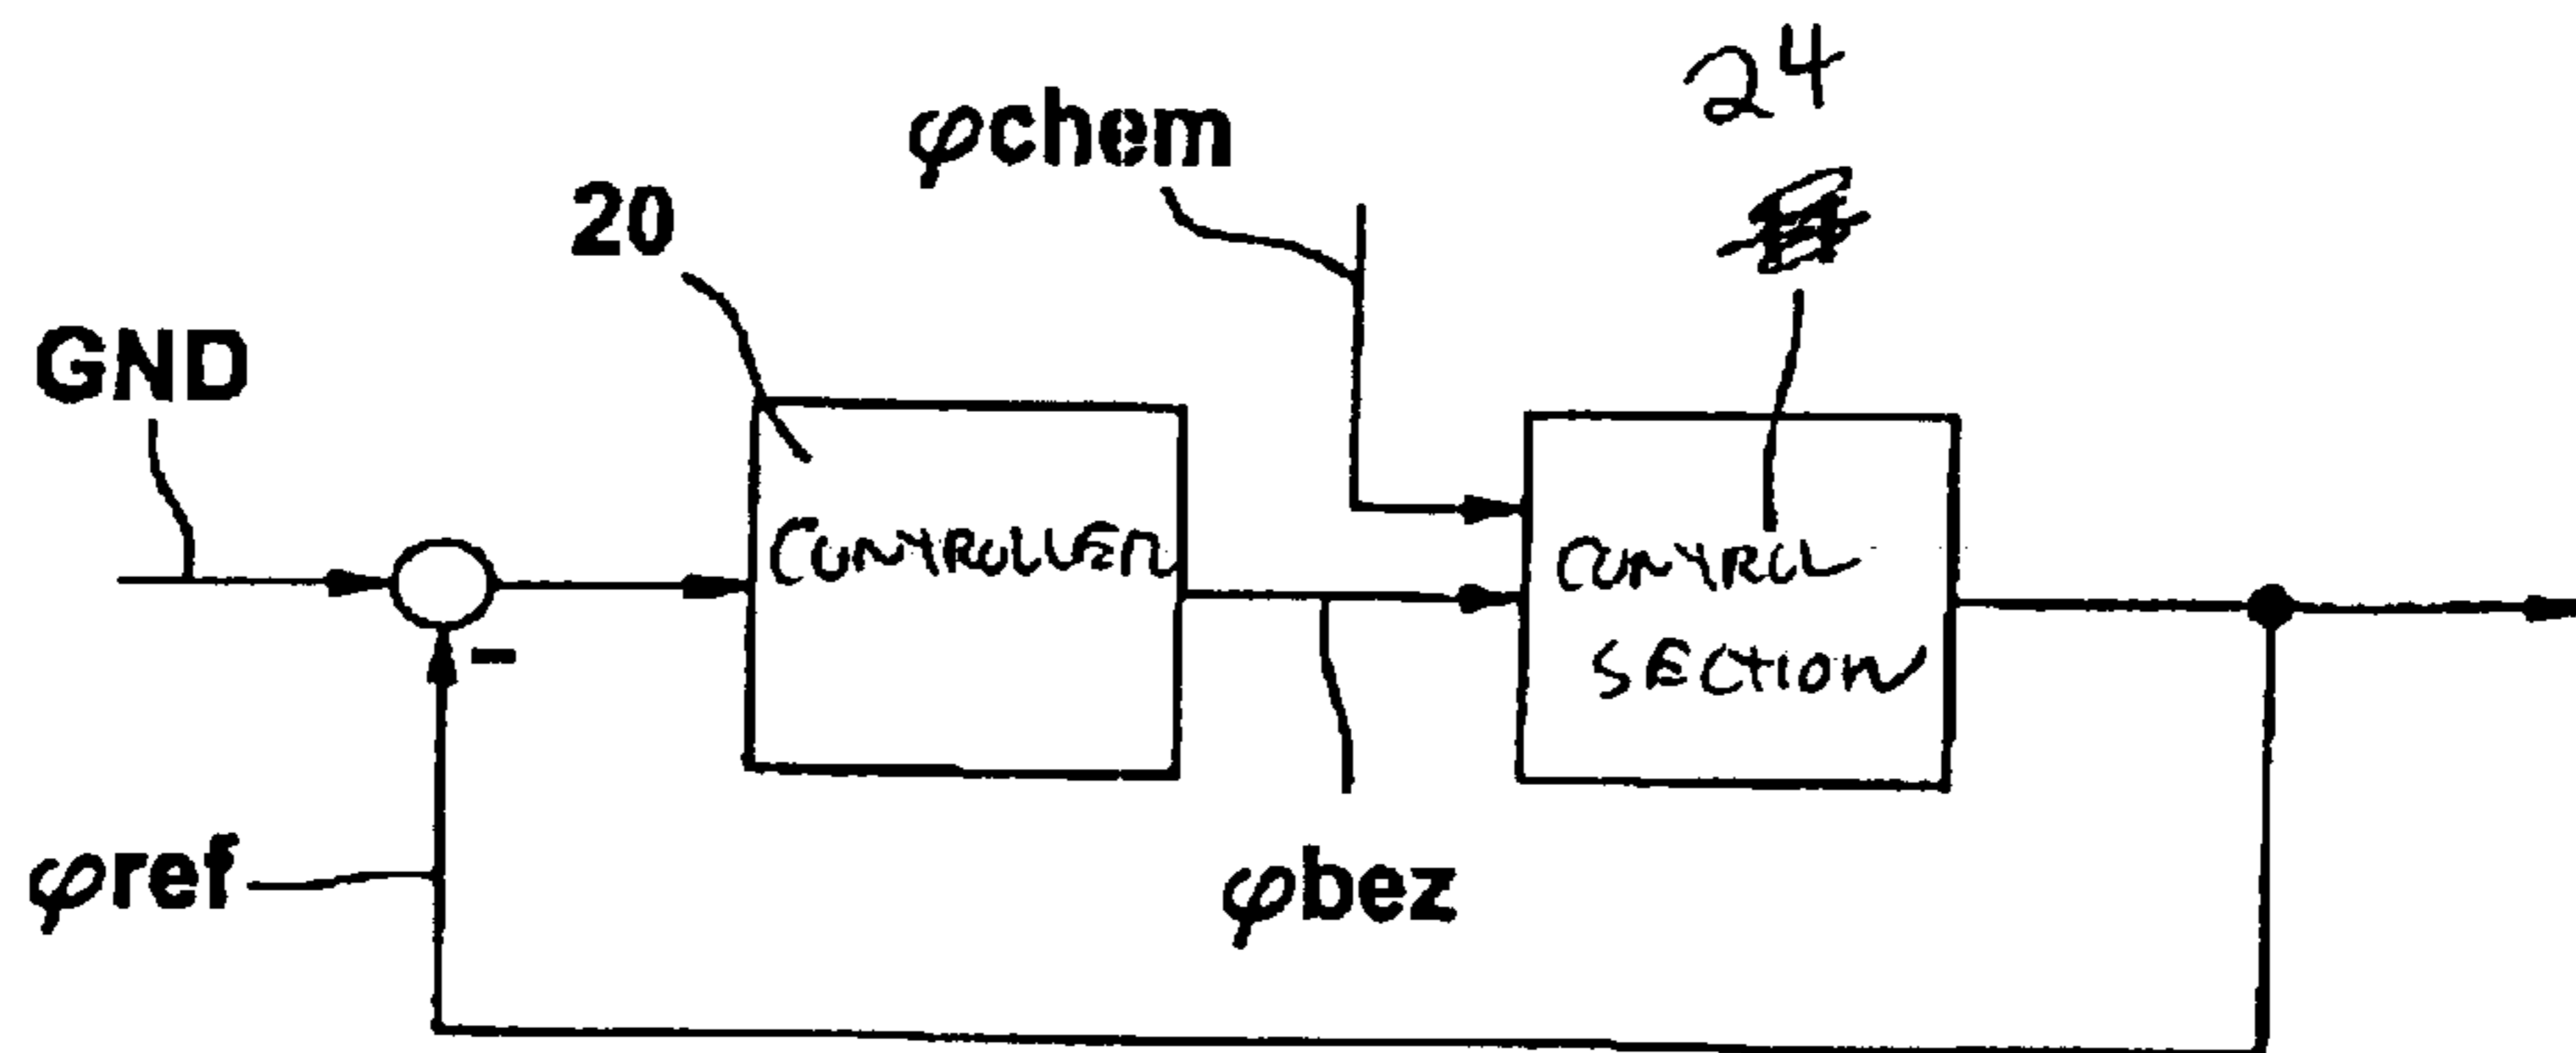 24
φchem
20
GND
CONTROLLER
CONTROL
SECTION
-
φref
φbez